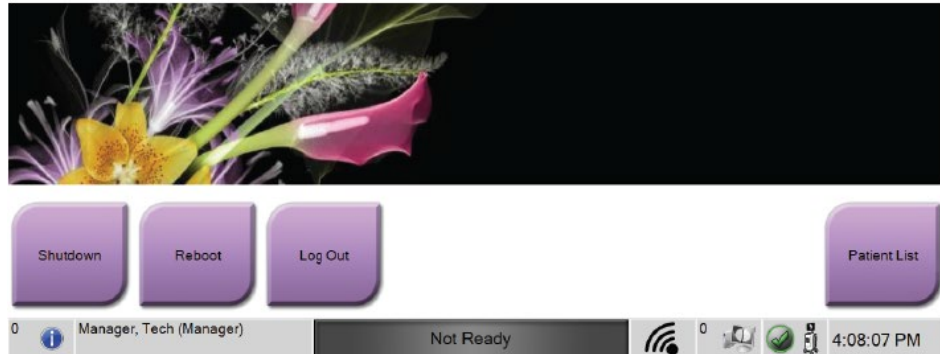 Shutdown
Reboot
Log Out
Patient List
0
Manager, Tech (Manager)
Not Ready
0
4:08:07 PM